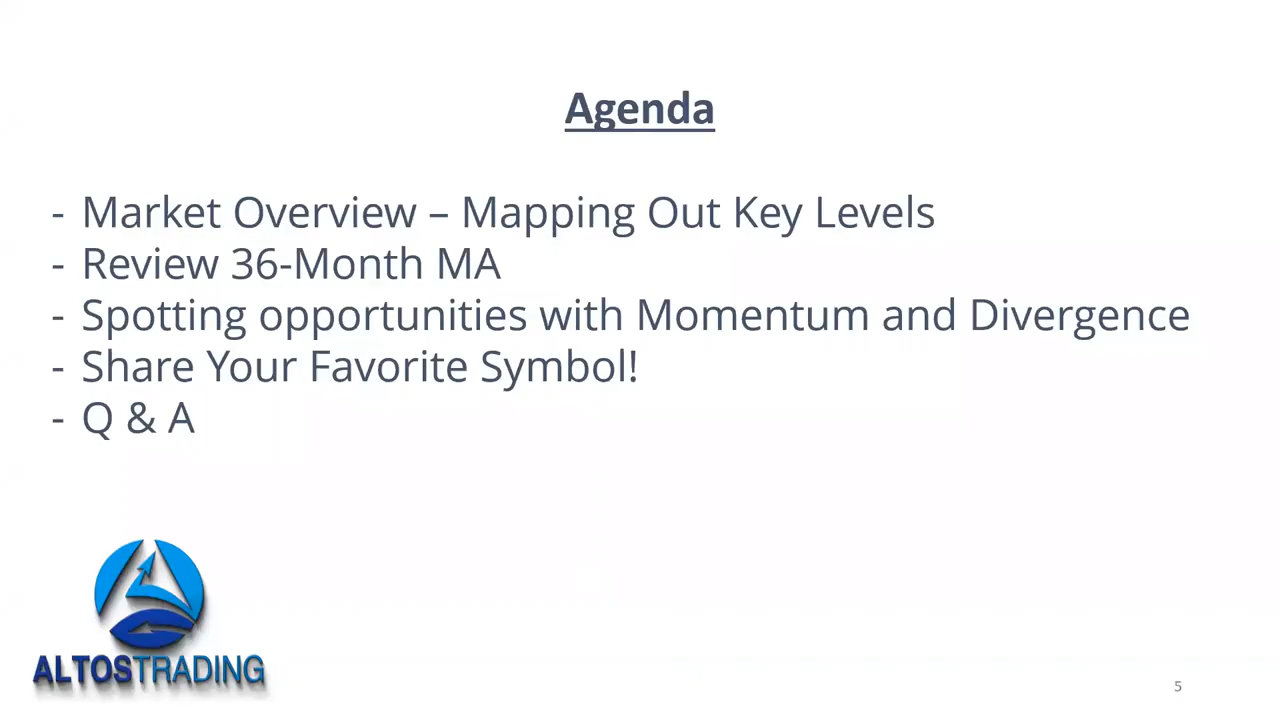 Agenda
- Market Overview – Mapping Out Key Levels
- Review 36-Month MA
- Spotting opportunities with Momentum and Divergence
- Share Your Favorite Symbol!
- Q & A
ALTOSTRADING
5